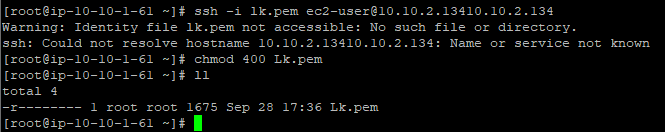 [root@ip-10-10-1-61 ~]# ssh -i lk.pem ec2-user@10.10.2.13410.10.2.134
Warning: Identity file lk.pem not accessible: No such file or directory.
ssh: Could not resolve hostname 10.10.2.13410.10.2.134: Name or service not known
[root@ip-10-10-1-61 ~]# chmod 400 Lk.pem
[root@ip-10-10-1-61 ~]# ll
total 4
-r-------- 1 root root 1675 Sep 28 17:36 Lk.pem
[root@ip-10-10-1-61 ~]#